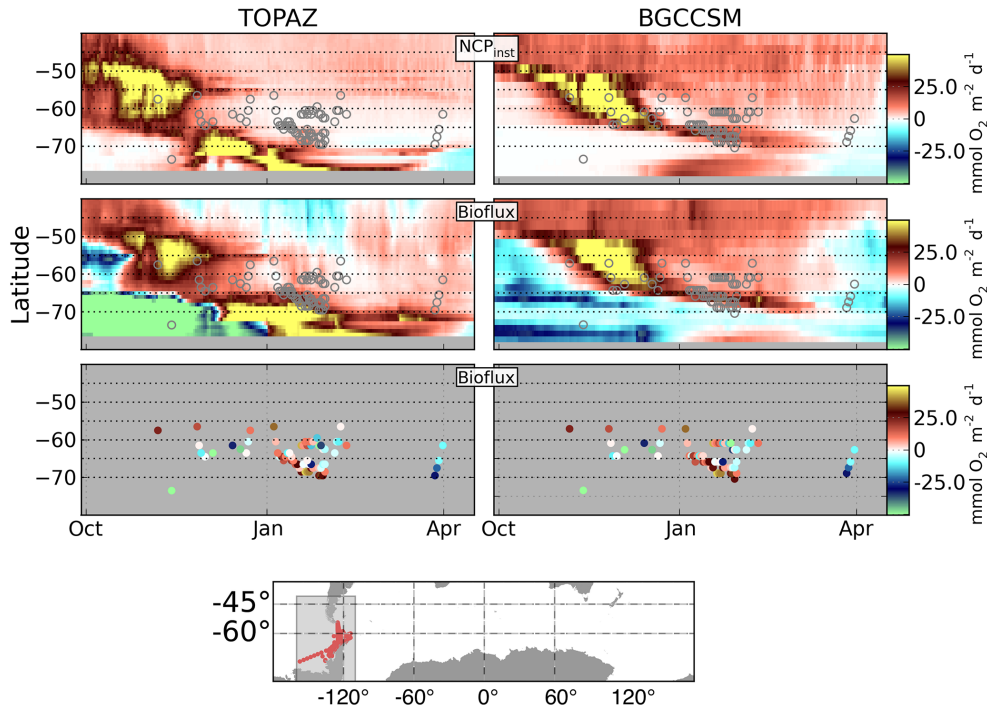 TOPAZ BGCCSM
NCPinst
−50
−60
−70
25.0
0
-25.0
mmol O2 m-2 d-1
Bioflux Bioflux
−50
−60
−70
Latitude
25.0
0
-25.0
mmol O2 m-2 d-1
Bioflux
−50
−60
−70
25.0
0
-25.0
mmol O2 m-2 d-1
Oct Jan Apr Oct Jan Apr
-45°
-60°
-120° -60° 0° 60° 120°